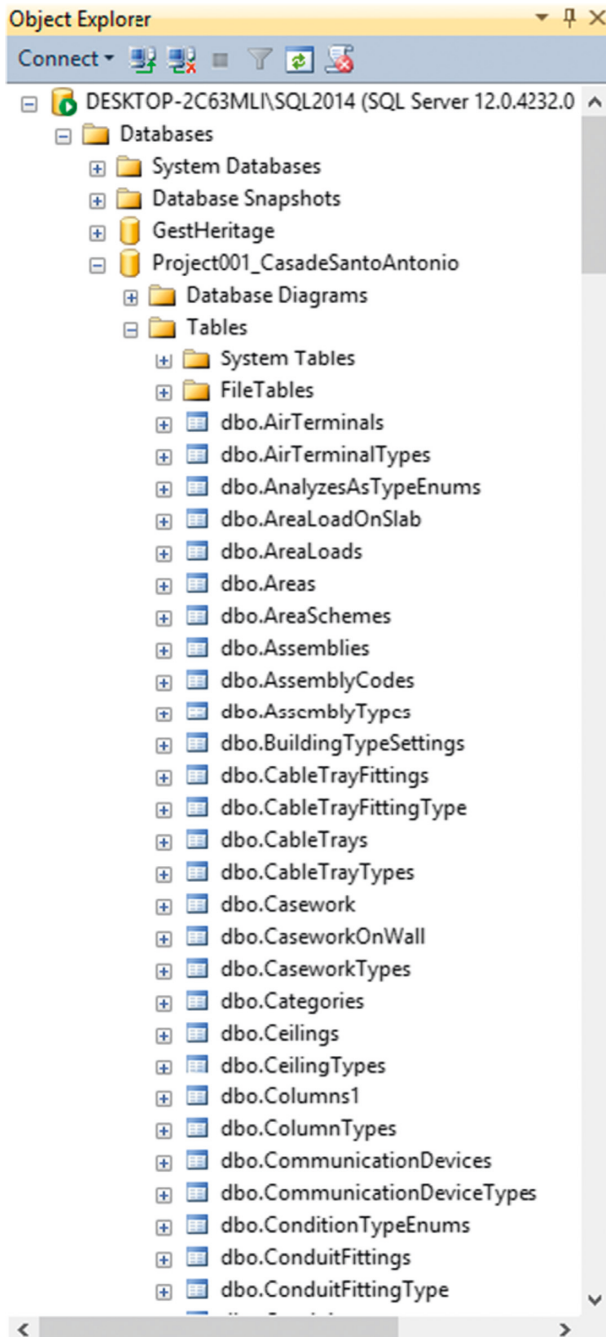 Object Explorer
Connect
DESKTOP-2C63MLI\SQL2014 (SQL Server 12.0.4232.0
Databases
System Databases
Database Snapshots
GestHeritage
Project001_CasadeSantoAntonio
Database Diagrams
Tables
System Tables
FileTables
dbo.AirTerminals
dbo.AirTerminalTypes
dbo.AnalyzesAsTypeEnums
dbo.AreaLoadOnSlab
dbo.AreaLoads
dbo.Areas
dbo.AreaSchemes
dbo.Assemblies
dbo.AssemblyCodes
dbo.AssemblyTypes
dbo.BuildingTypeSettings
dbo.CableTrayFittings
dbo.CableTrayFittingType
dbo.CableTrays
dbo.CableTrayTypes
dbo.Casework
dbo.CaseworkOnWall
dbo.CaseworkTypes
dbo.Categories
dbo.Ceilings
dbo.CeilingTypes
dbo.Columns1
dbo.ColumnTypes
dbo.CommunicationDevices
dbo.CommunicationDeviceTypes
dbo.ConditionTypeEnums
dbo.ConduitFittings
dbo.ConduitFittingType